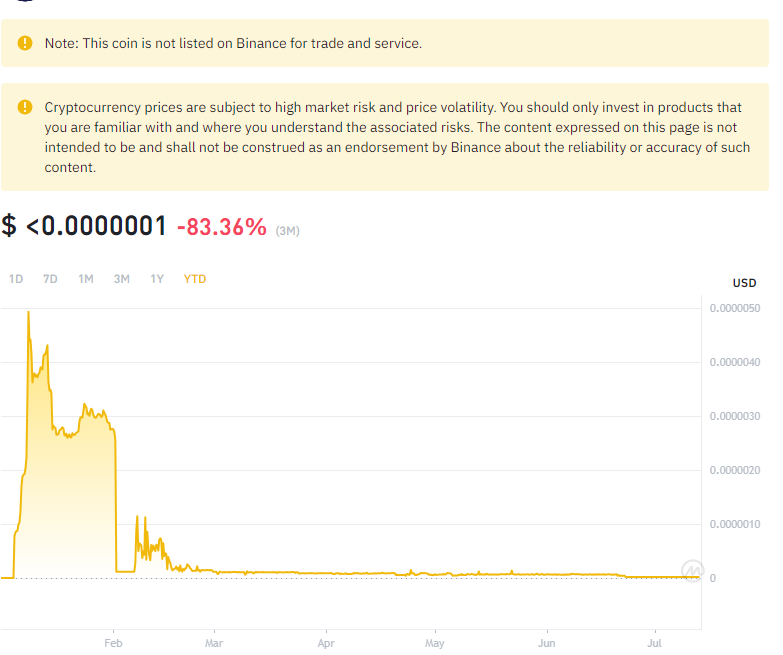 Note: This coin is not listed on Binance for trade and service.
Cryptocurrency prices are subject to high market risk and price volatility. You should only invest in products that
you are familiar with and where you understand the associated risks. The content expressed on this page is not
intended to be and shall not be construed as an endorsement by Binance about the reliability or accuracy of such
content.
$ <0.0000001 -83.36% (3M)
1D 7D 1M 3M 1Y YTD
USD
0.0000050
0.0000040
0.0000030
0.0000020
0.0000010
0
Feb Mar Apr May Jun Jul